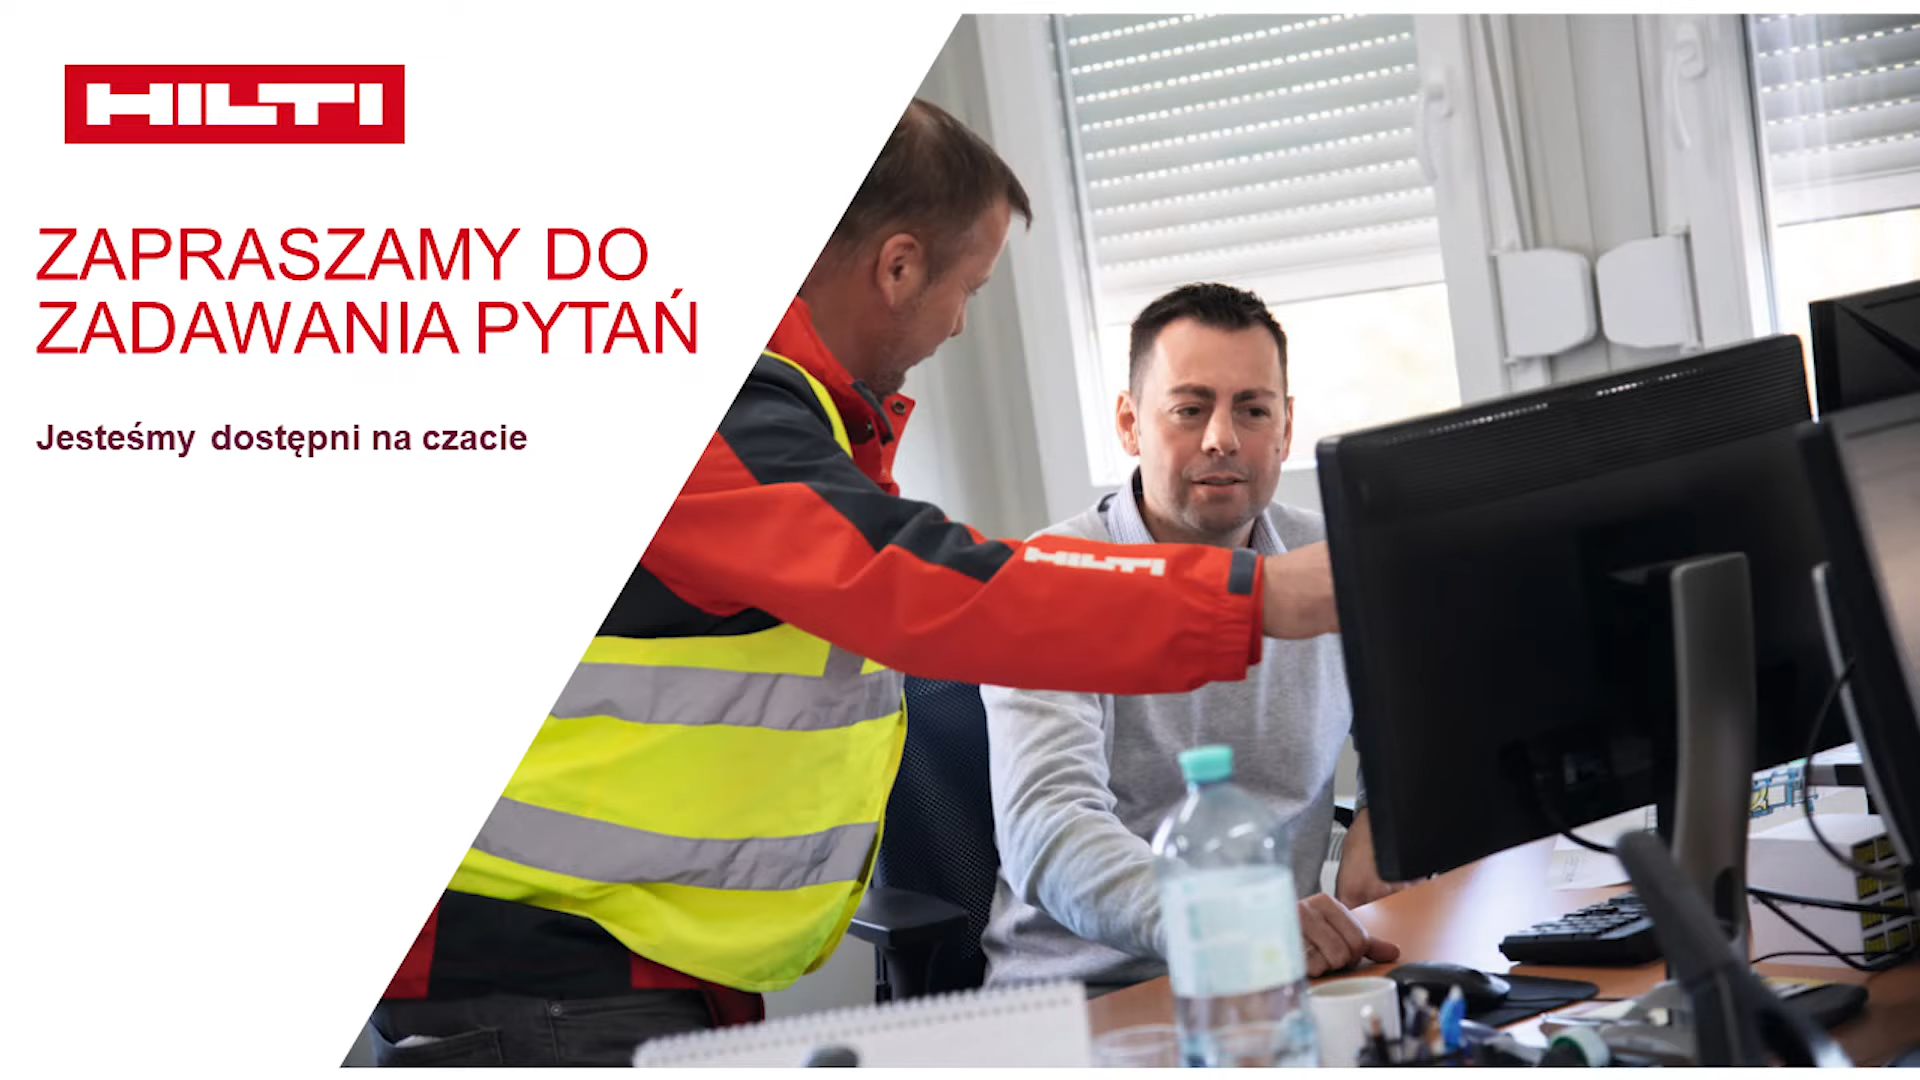 HILTI
ZAPRASZAMY DO
ZADAWANIA PYTAŃ
Jesteśmy dostępni na czacie
HILTI